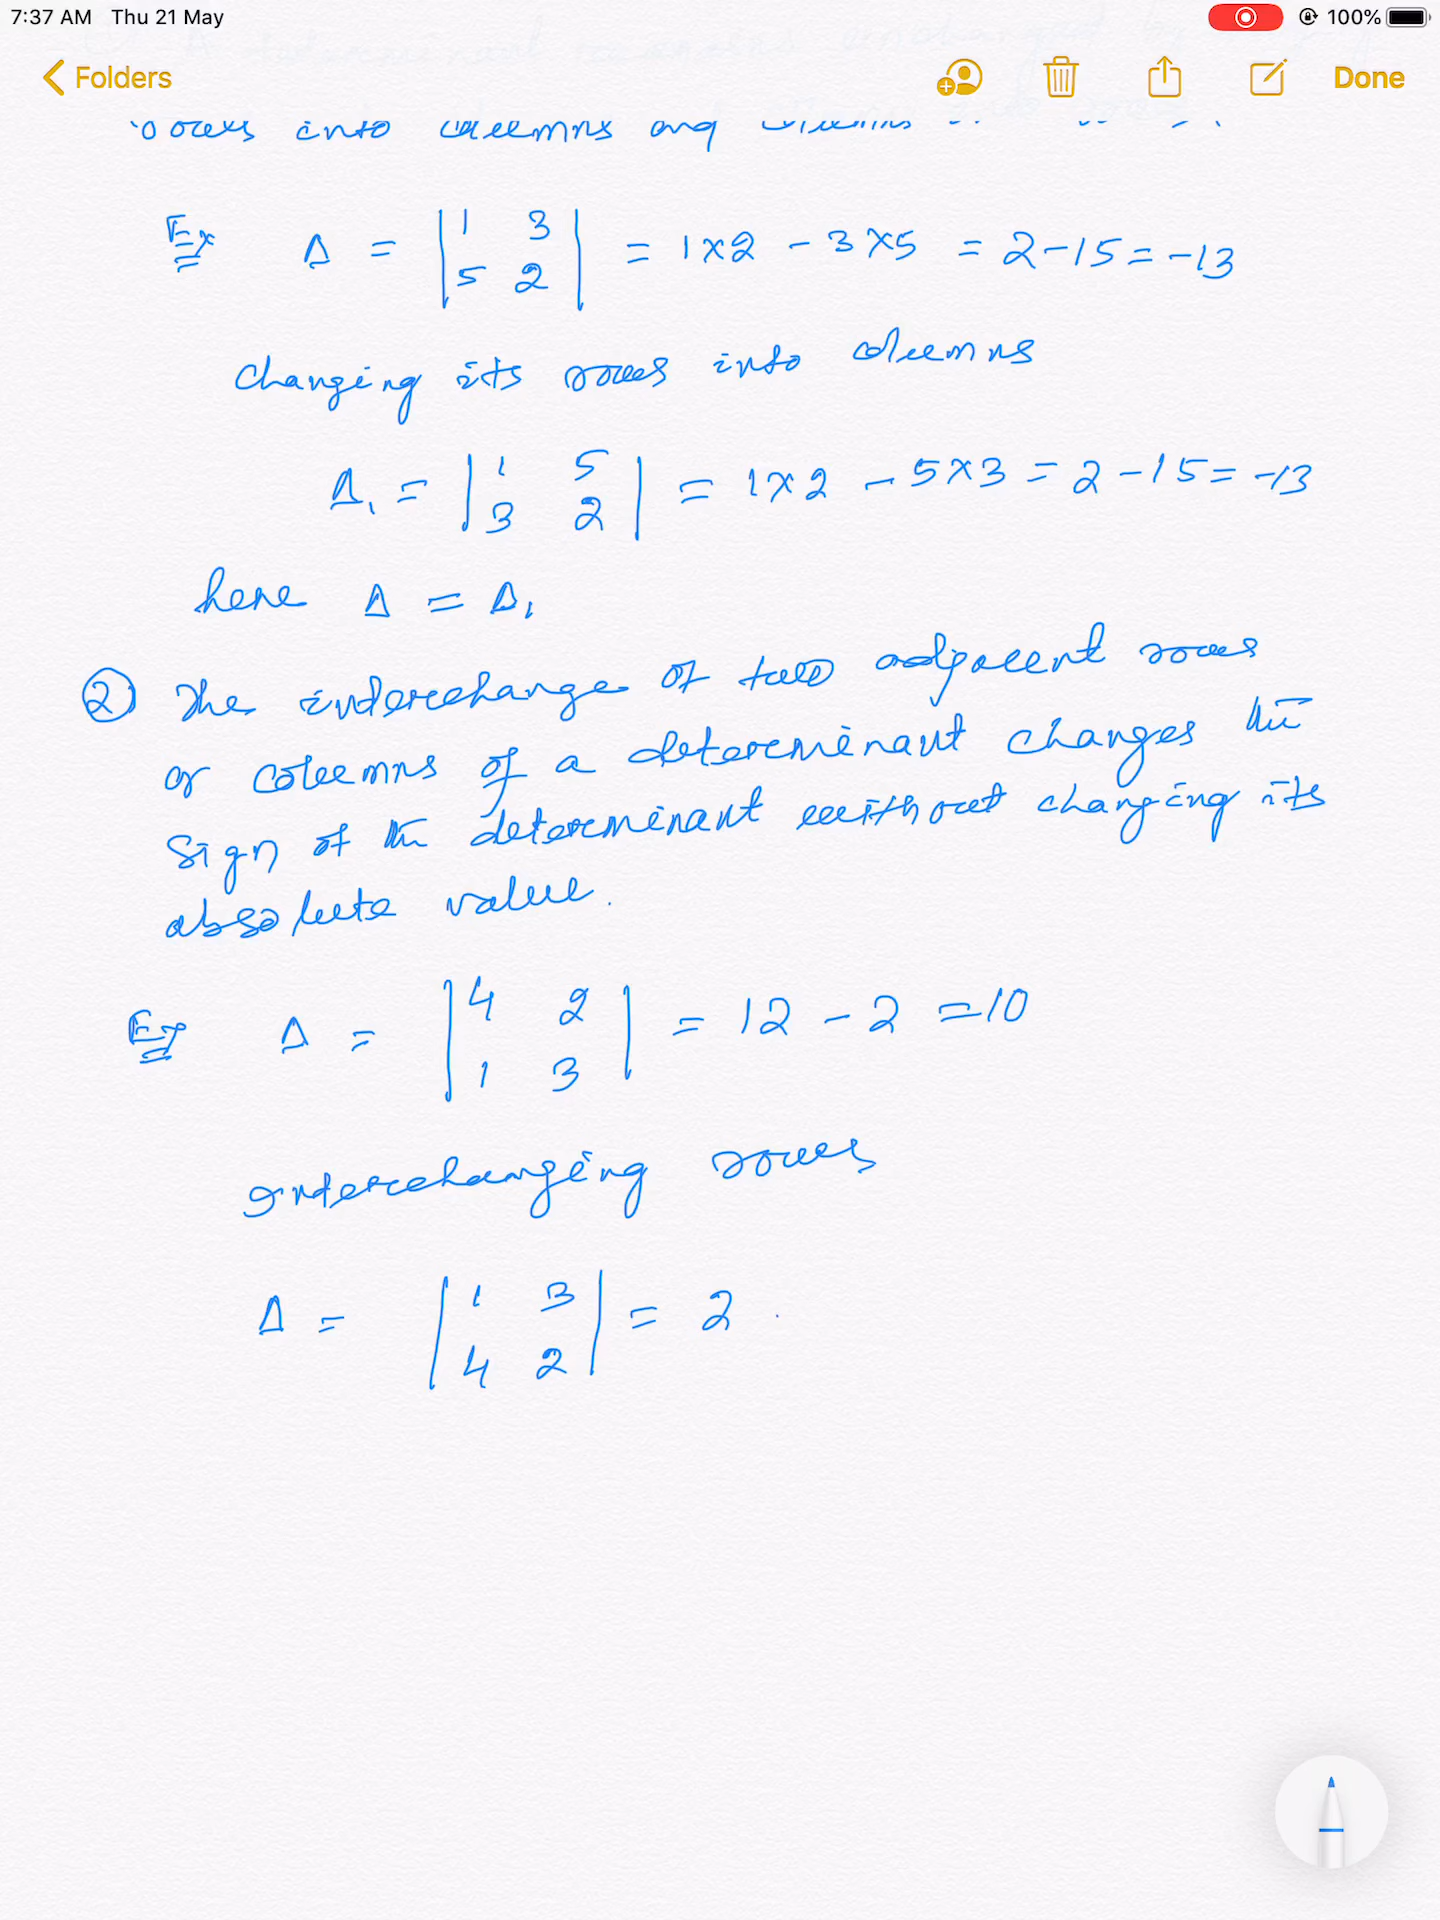 7:37 AM Thu 21 May 100%
Folders Done
rows into columns and columns
Ex Δ = | 1 3 | = 1×2 - 3×5 = 2-15 = -13
| 5 2 |
changing its rows into columns
Δ₁ = | 1 5 | = 1×2 - 5×3 = 2-15 = -13
| 3 2 |
here Δ = Δ₁
② The interchange of two adjacent rows
or columns of a determinant changes the
sign of the determinant without changing its
absolute value.
Ex Δ = | 4 2 | = 12 - 2 = 10
| 1 3 |
Interchanging rows
Δ = | 1 3 | = 2
| 4 2 |